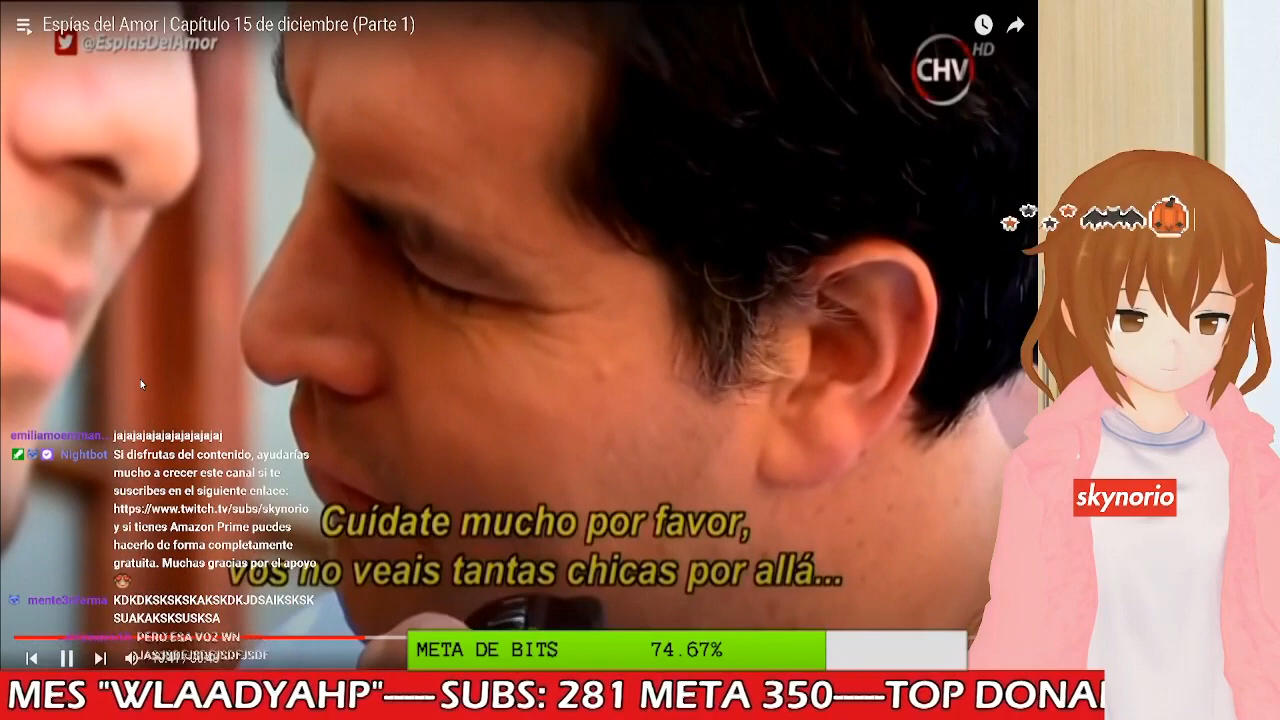 Espías del Amor | Capítulo 15 de diciembre (Parte 1)
@EspiasDelAmor
CHV HD
emiliamoenman... jajajajajajajajajajaj
Nightbot Si disfrutas del contenido, ayudarías
mucho a crecer este canal si te
suscribes en el siguiente enlace:
https://www.twitch.tv/subs/skynorio
y si tienes Amazon Prime puedes
hacerlo de forma completamente
gratuita. Muchas gracias por el apoyo
skynorio
Cuídate mucho por favor,
vos no veais tantas chicas por allá...
KDKDKSKSKSKAKSKDKJDSAIKSKSK
SUAKAKSKSUSKSA
PERO ESA VOZ WN
META DE BITS 74.67%
MES "WLAADYAHP"-----SUBS: 281 META 350-----TOP DONA